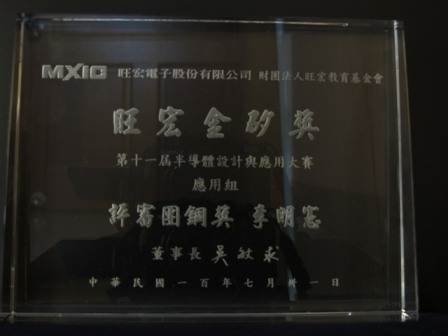 MXIC 旺宏電子股份有限公司 財團法人旺宏教育基金會
旺宏金矽獎
第十一屆半導體設計與應用大賽
應用組
評審團銅獎 李明憲
董事長 吳敏求
中華民國一百年七月卅一日